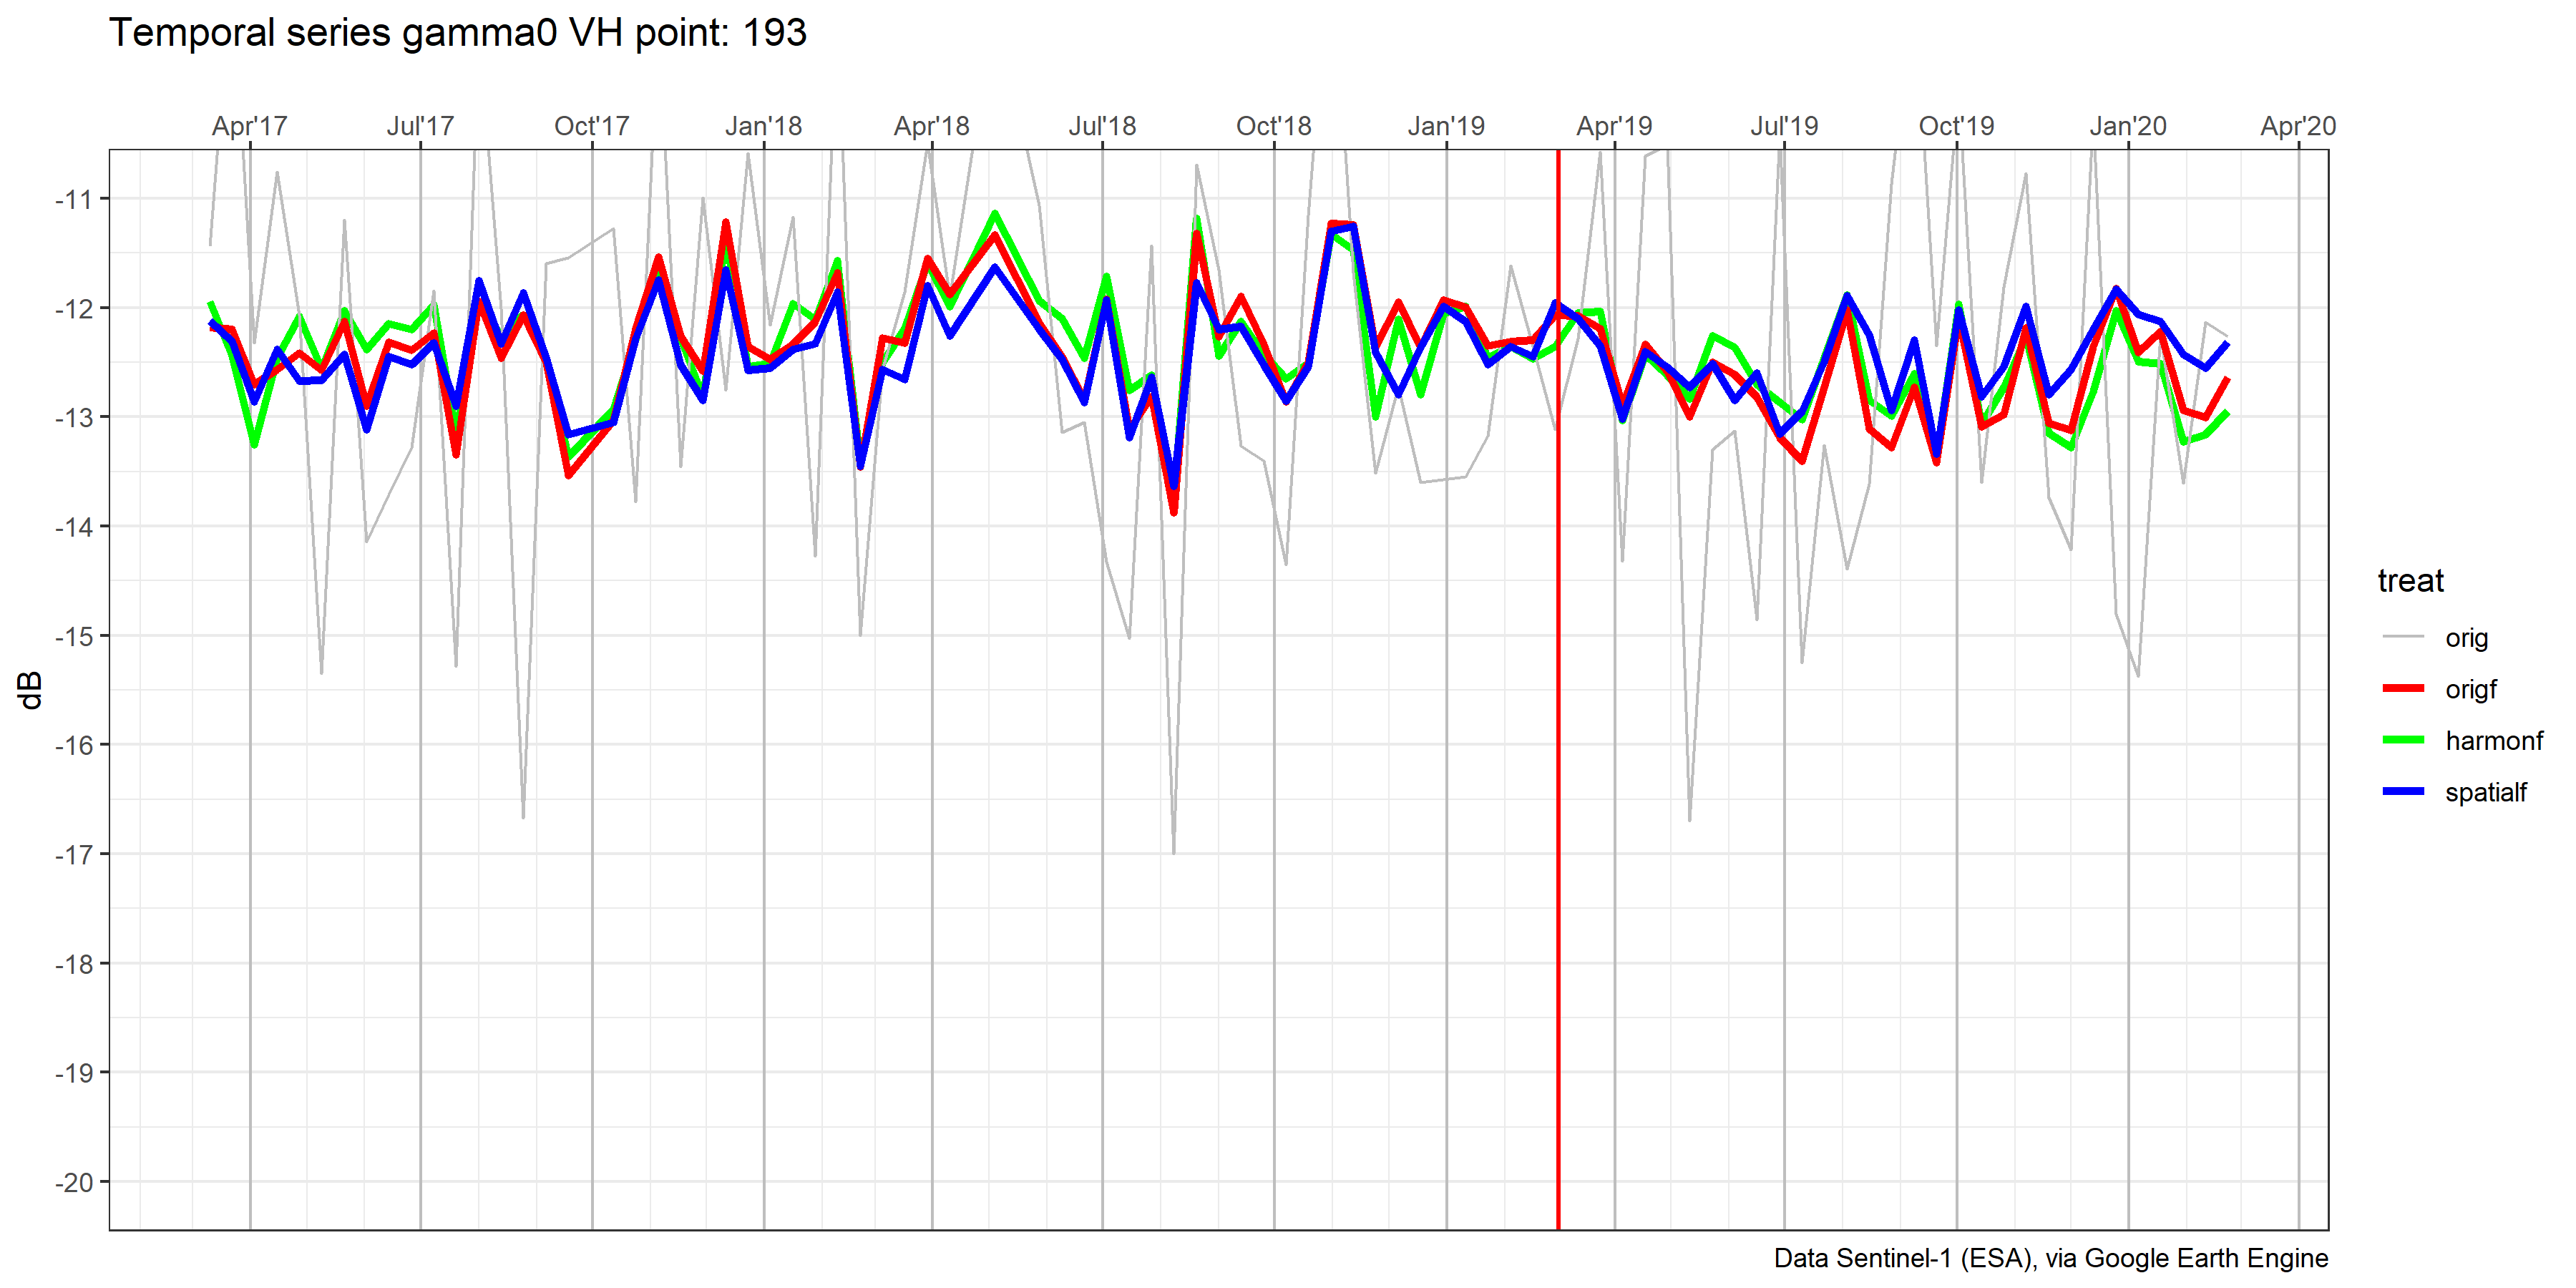 Temporal series gamma0 VH point: 193
Apr'17 Jul'17 Oct'17 Jan'18 Apr'18 Jul'18 Oct'18 Jan'19 Apr'19 Jul'19 Oct'19 Jan'20 Apr'20
-11
-12
-13
-14
-15
-16
-17
-18
-19
-20
dB
treat
orig
origf
harmonf
spatialf
Data Sentinel-1 (ESA), via Google Earth Engine